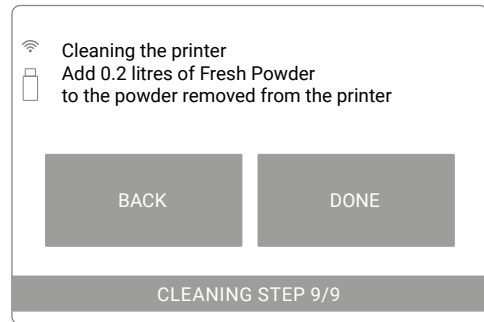 Cleaning the printer
Add 0.2 litres of Fresh Powder
to the powder removed from the printer
BACK
DONE
CLEANING STEP 9/9